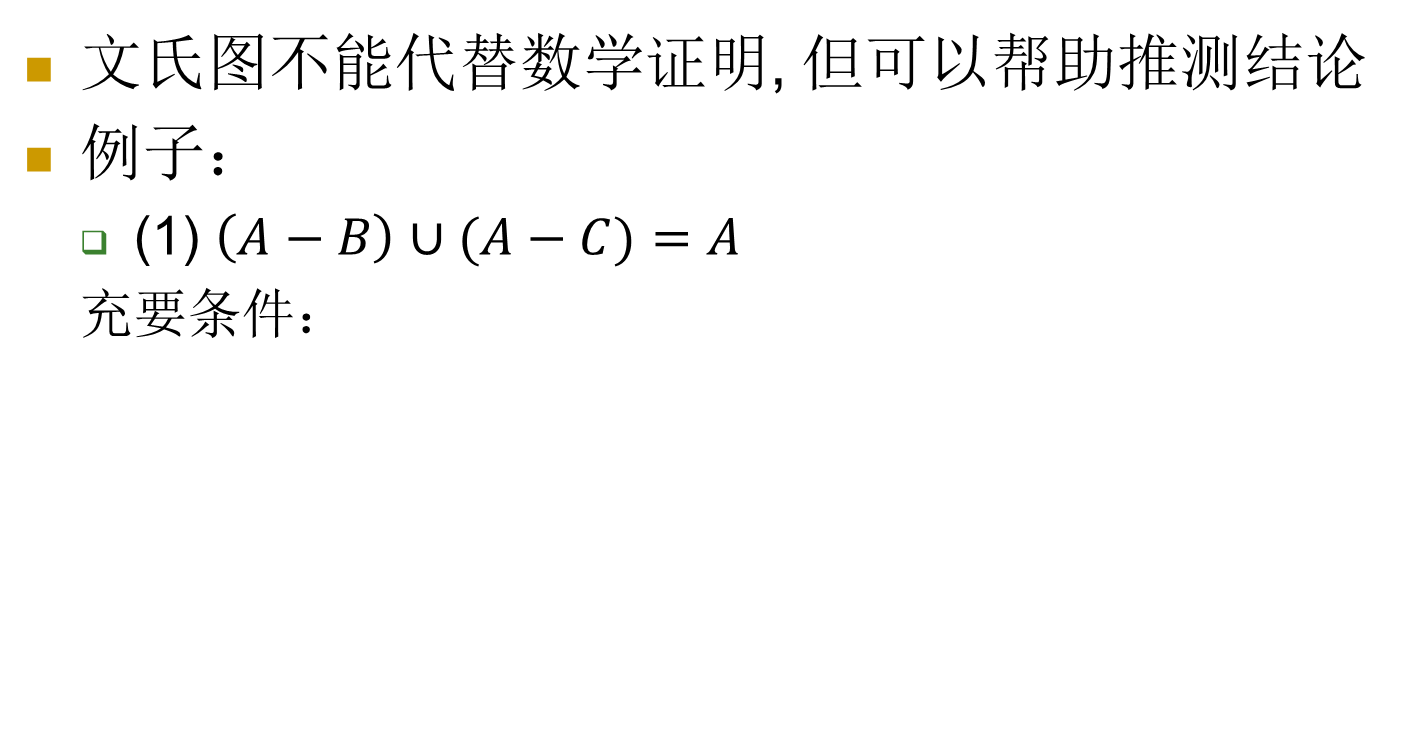 文氏图不能代替数学证明, 但可以帮助推测结论
例子：
(1) (A − B) ∪ (A − C) = A
充要条件：